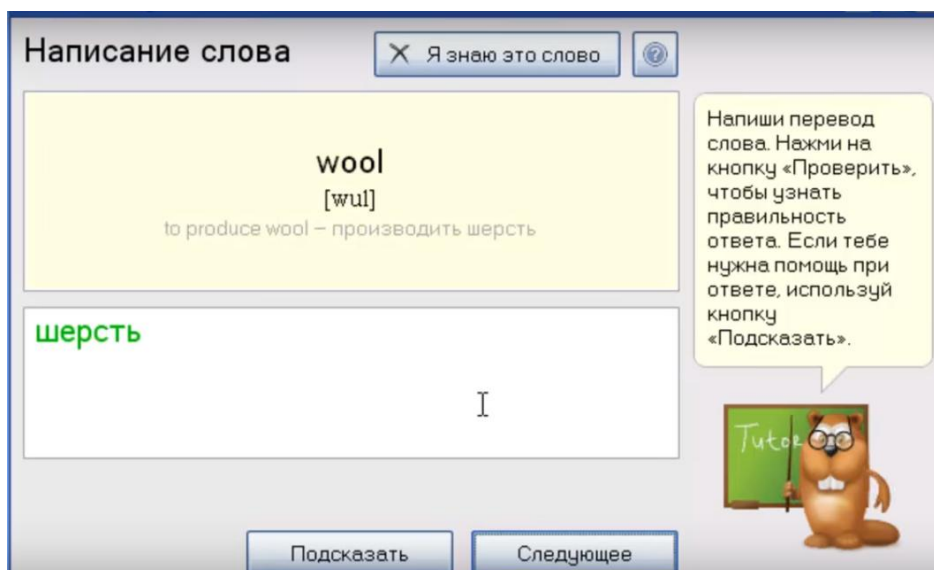 Написание слова
Я знаю это слово
wool
[wul]
to produce wool – производить шерсть
шерсть
Напиши перевод
слова. Нажми на
кнопку «Проверить»,
чтобы узнать
правильность
ответа. Если тебе
нужна помощь при
ответе, используй
кнопку
«Подсказать».
Tutor
Подсказать
Следующее